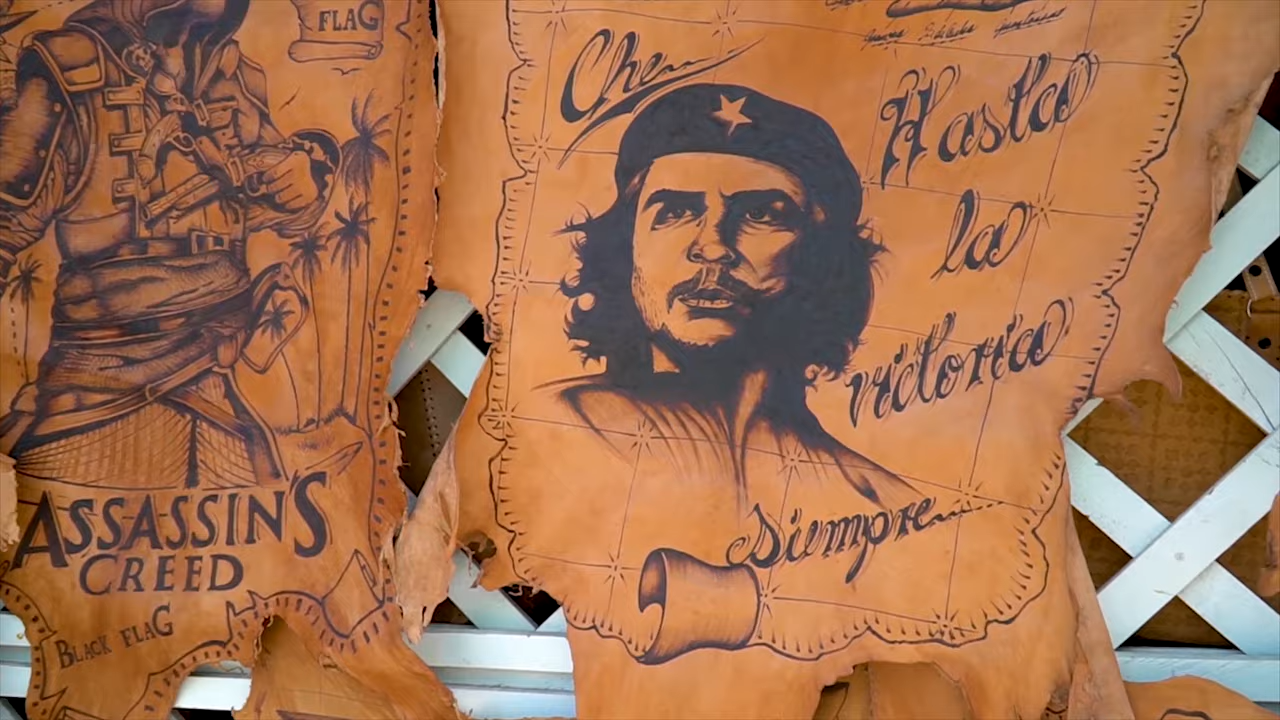 FLAG
ASSASSIN'S
CREED
BLACK FLAG
Che
Hasta
la
victoria
Siempre